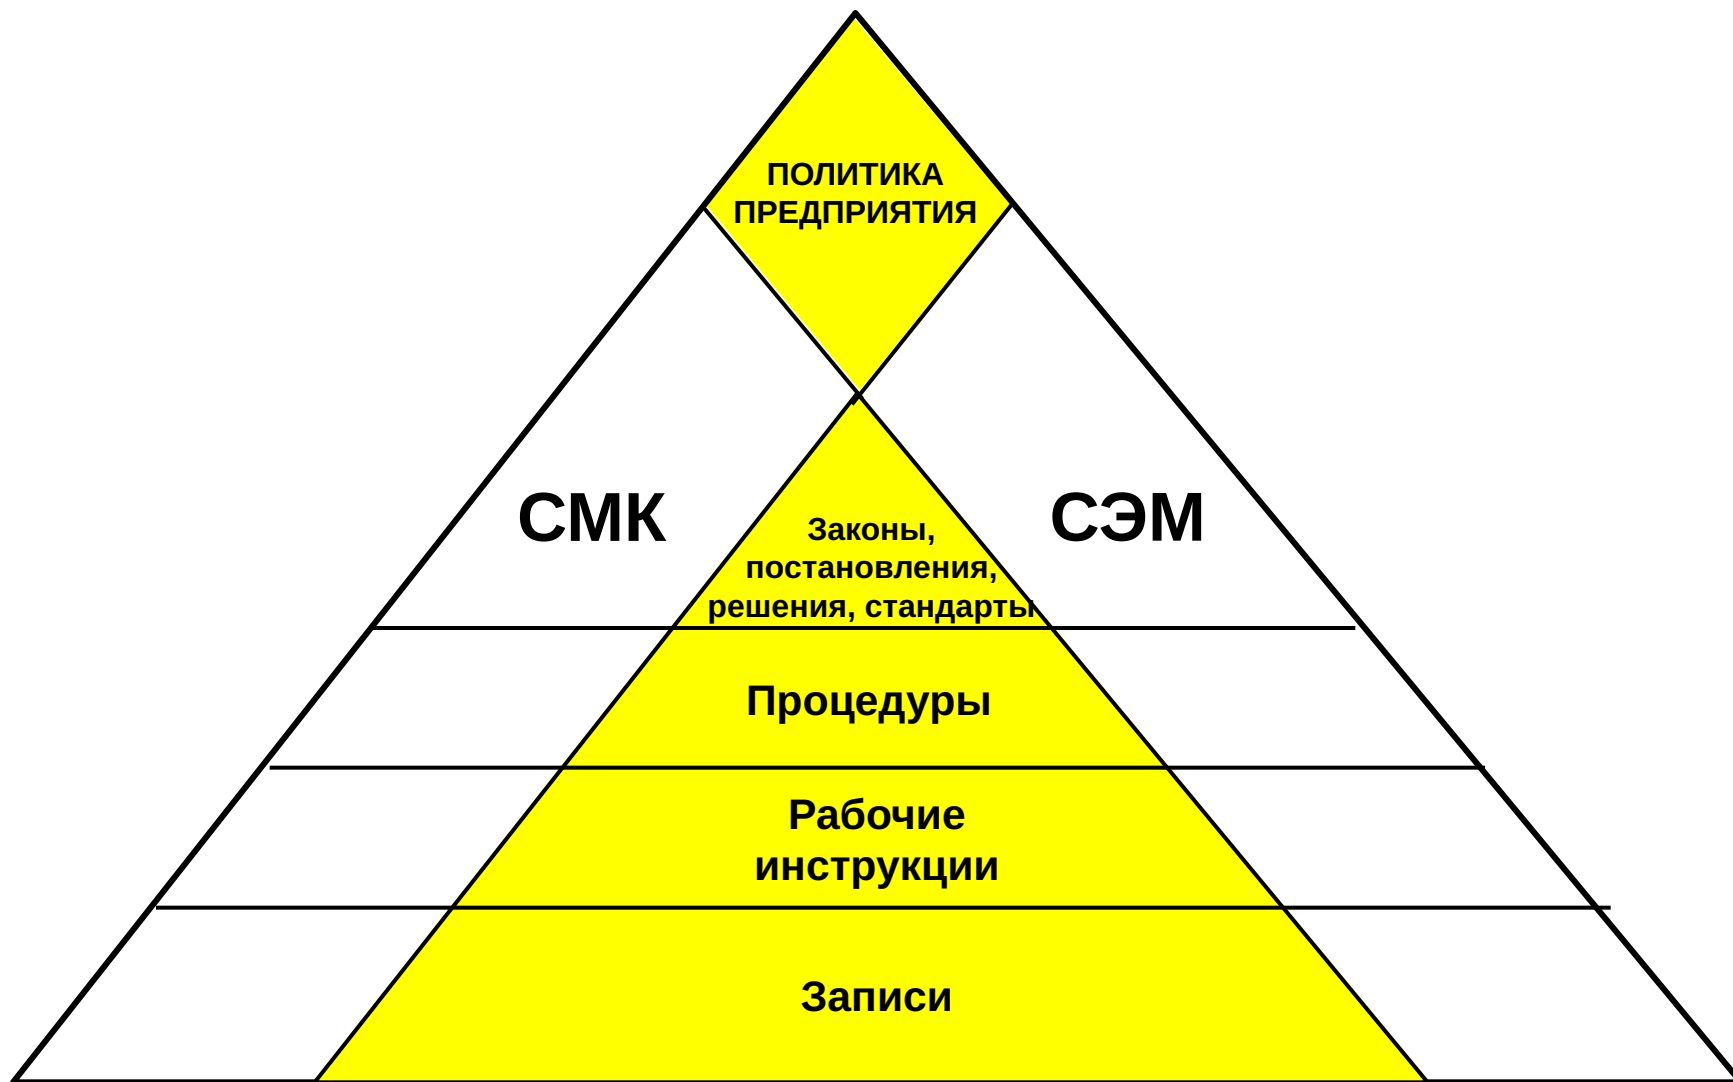 ПОЛИТИКА
ПРЕДПРИЯТИЯ
СМК
СЭМ
Законы,
постановления,
решения, стандарты
Процедуры
Рабочие
инструкции
Записи